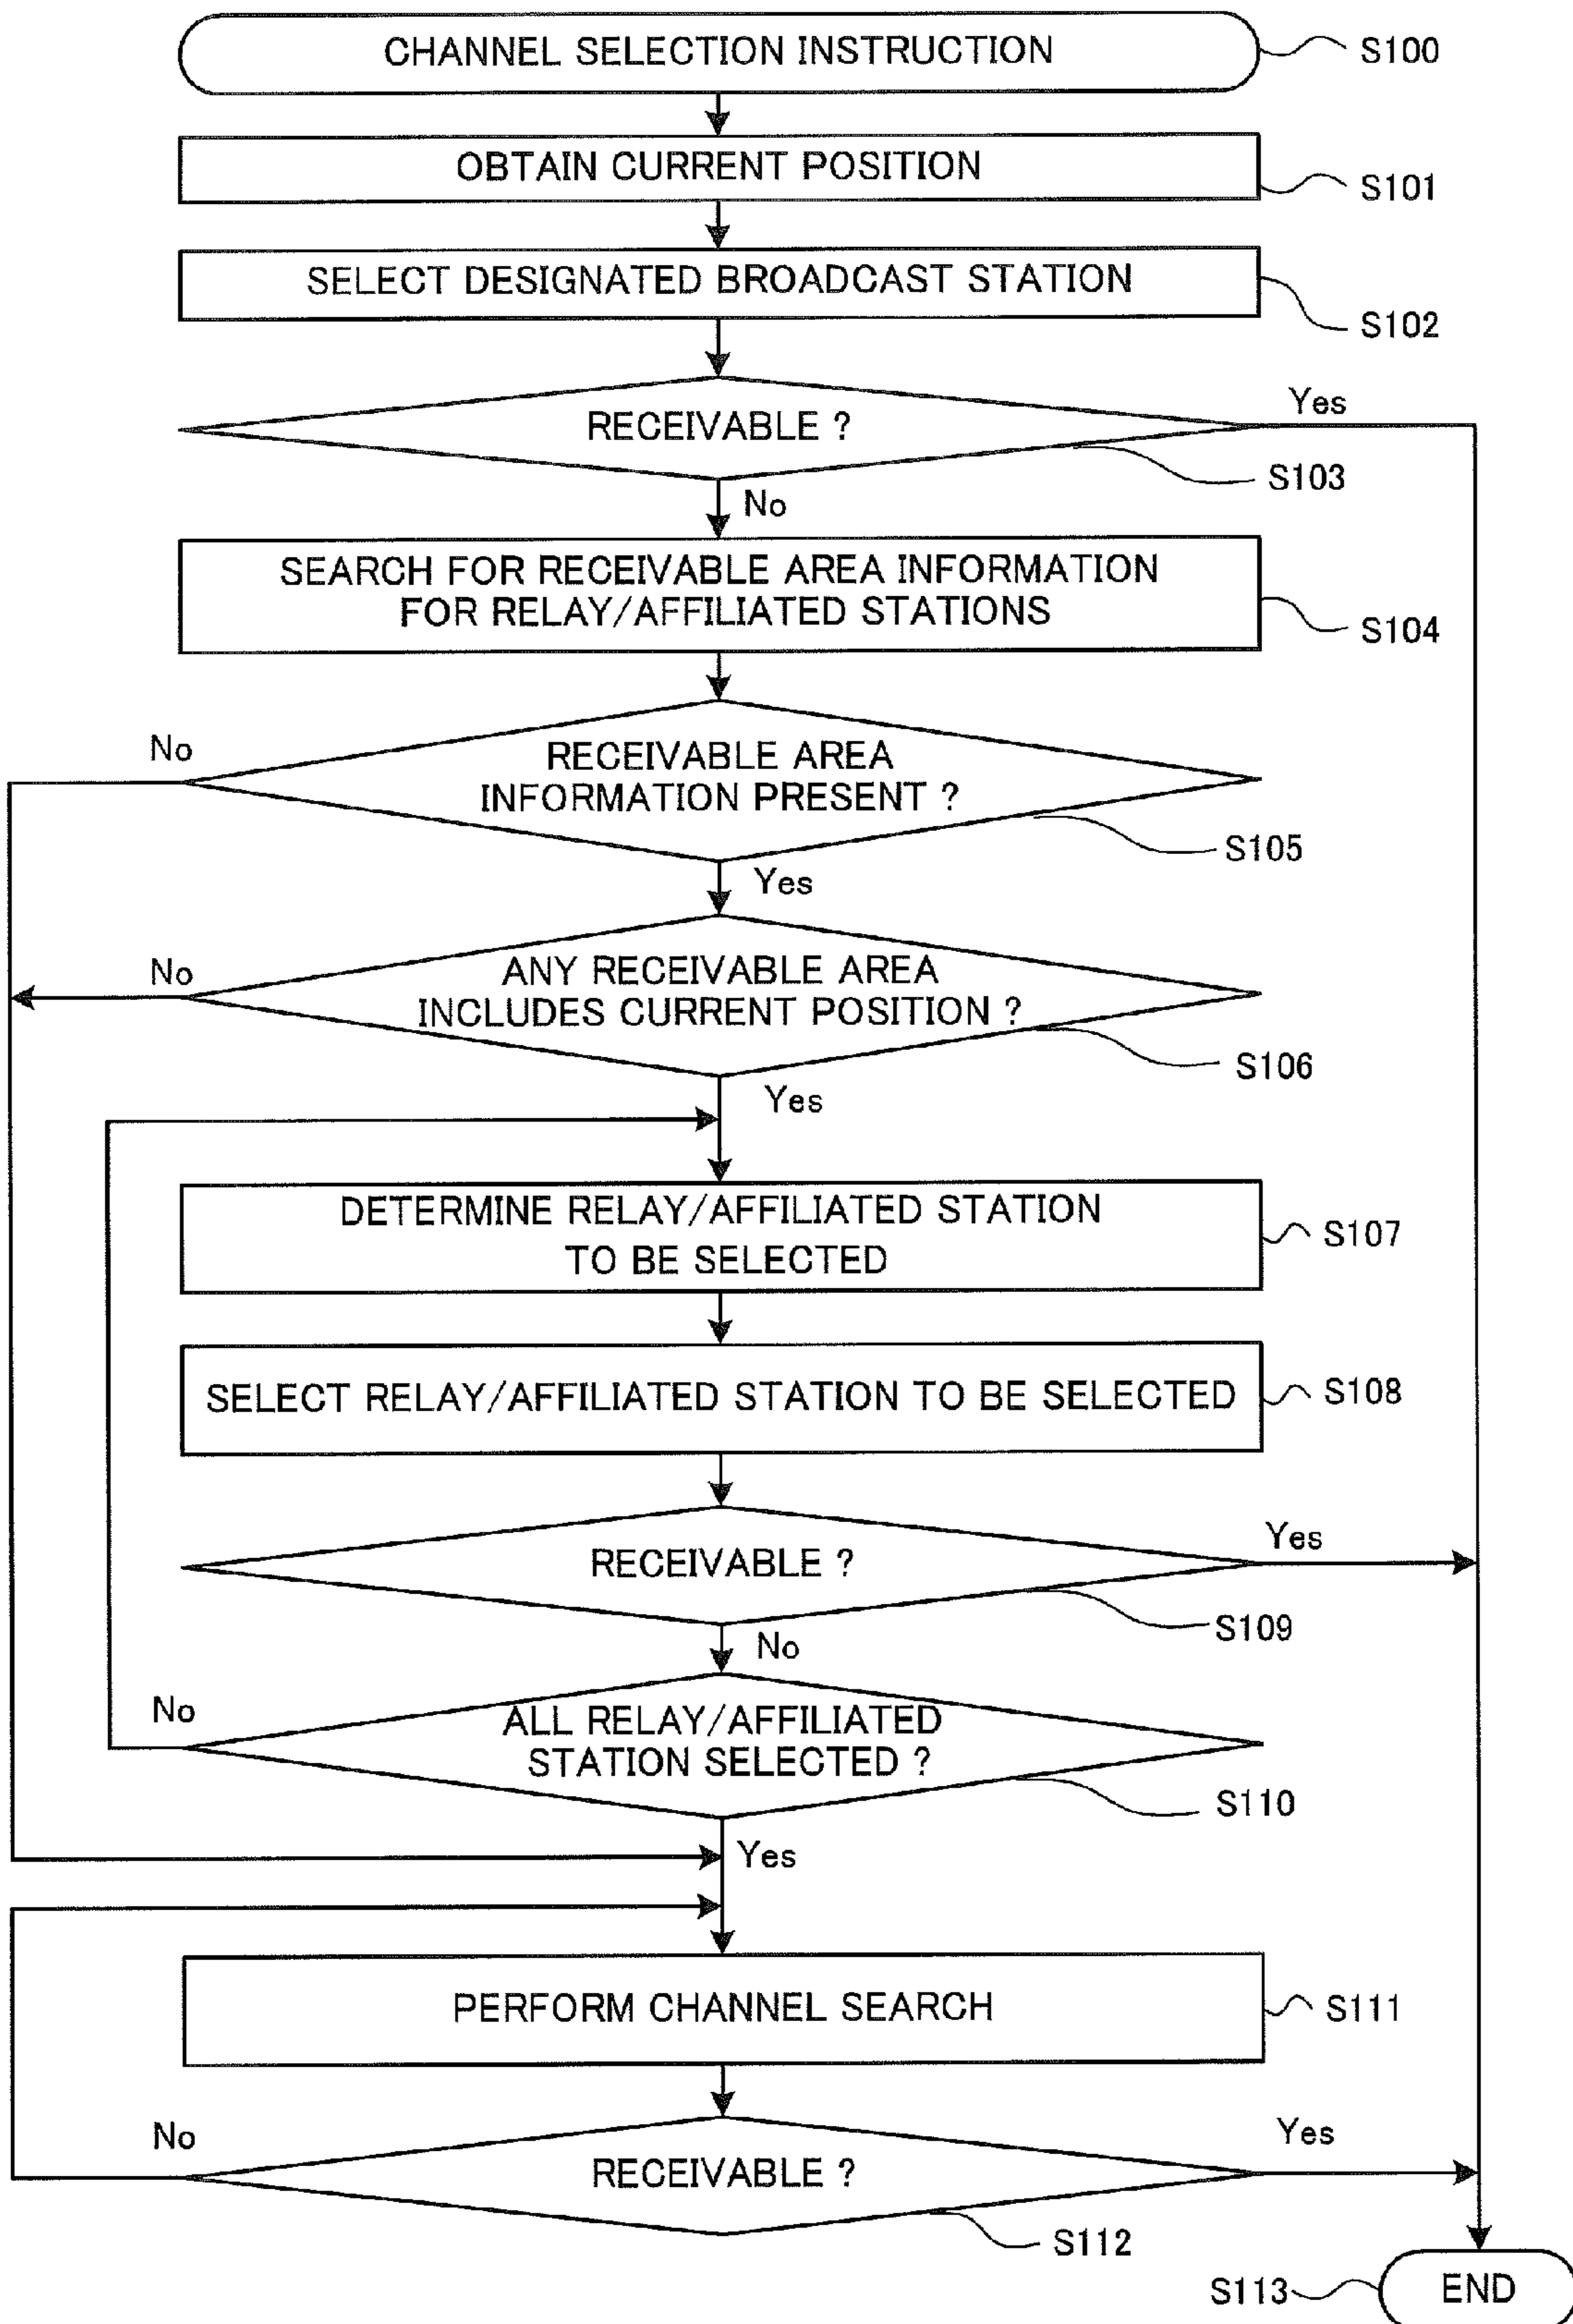 CHANNEL SELECTION INSTRUCTION
S100
OBTAIN CURRENT POSITION
S101
SELECT DESIGNATED BROADCAST STATION
S102
RECEIVABLE ?
Yes
S103
No
SEARCH FOR RECEIVABLE AREA INFORMATION
FOR RELAY/AFFILIATED STATIONS
S104
No
RECEIVABLE AREA
INFORMATION PRESENT ?
S105
Yes
No
ANY RECEIVABLE AREA
INCLUDES CURRENT POSITION ?
S106
Yes
DETERMINE RELAY/AFFILIATED STATION
TO BE SELECTED
S107
SELECT RELAY/AFFILIATED STATION TO BE SELECTED
S108
RECEIVABLE ?
Yes
S109
No
No
ALL RELAY/AFFILIATED
STATION SELECTED ?
S110
Yes
PERFORM CHANNEL SEARCH
S111
No
RECEIVABLE ?
Yes
S112
S113
END